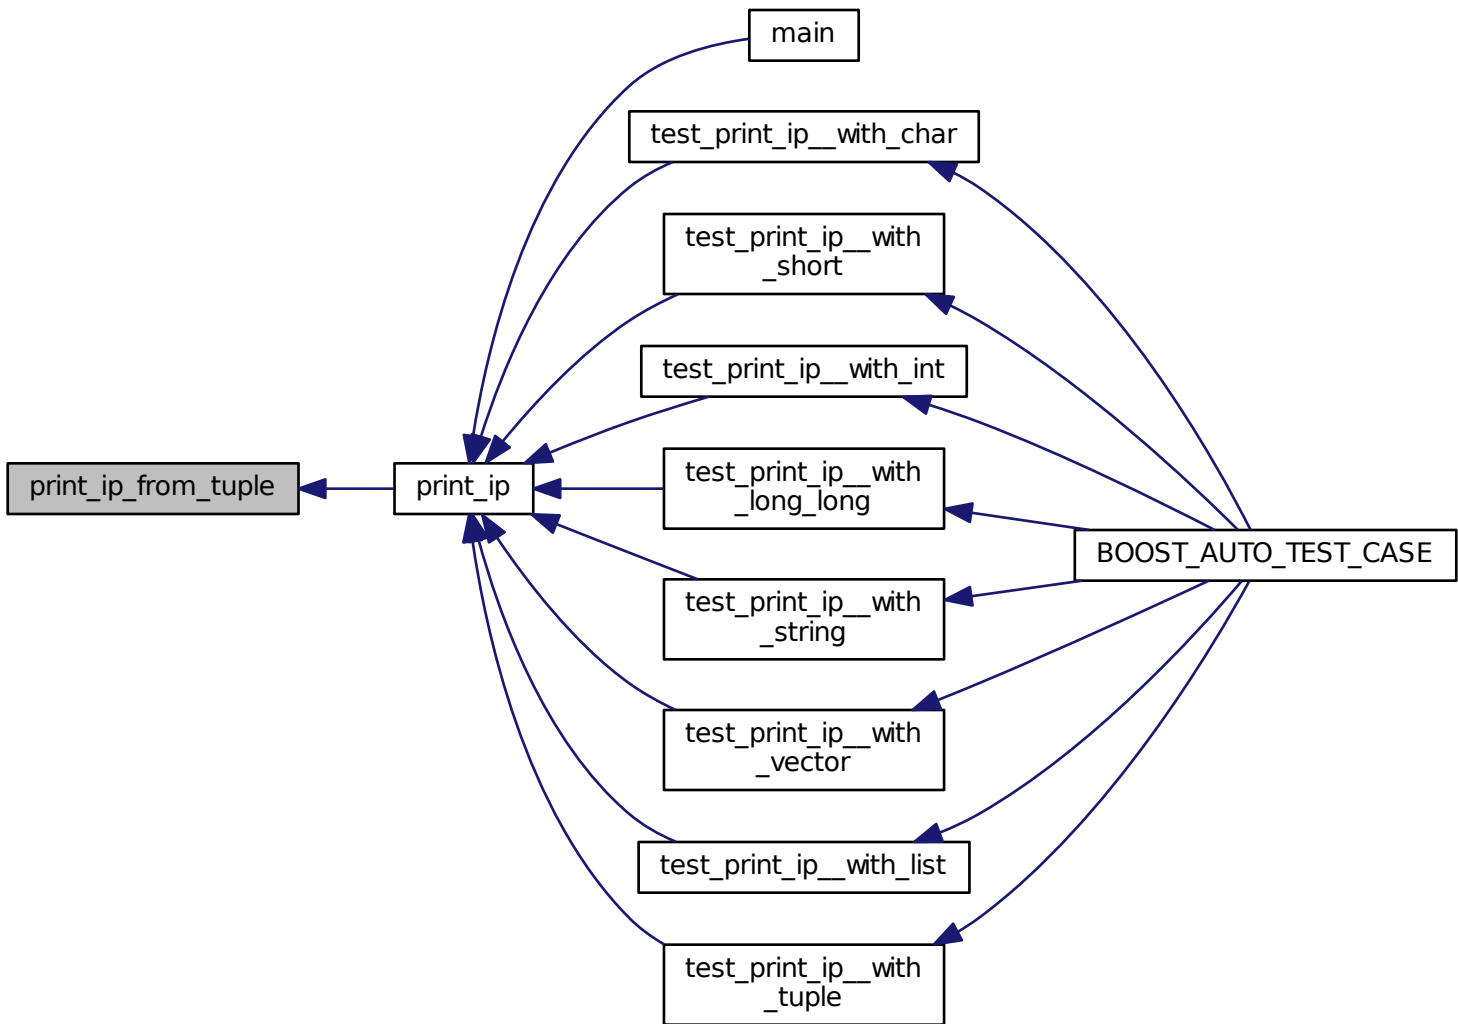 main
test_print_ip__with_char
test_print_ip__with
_short
test_print_ip__with_int
print_ip_from_tuple
print_ip
test_print_ip__with
_long_long
BOOST_AUTO_TEST_CASE
test_print_ip__with
_string
test_print_ip__with
_vector
test_print_ip__with_list
test_print_ip__with
_tuple